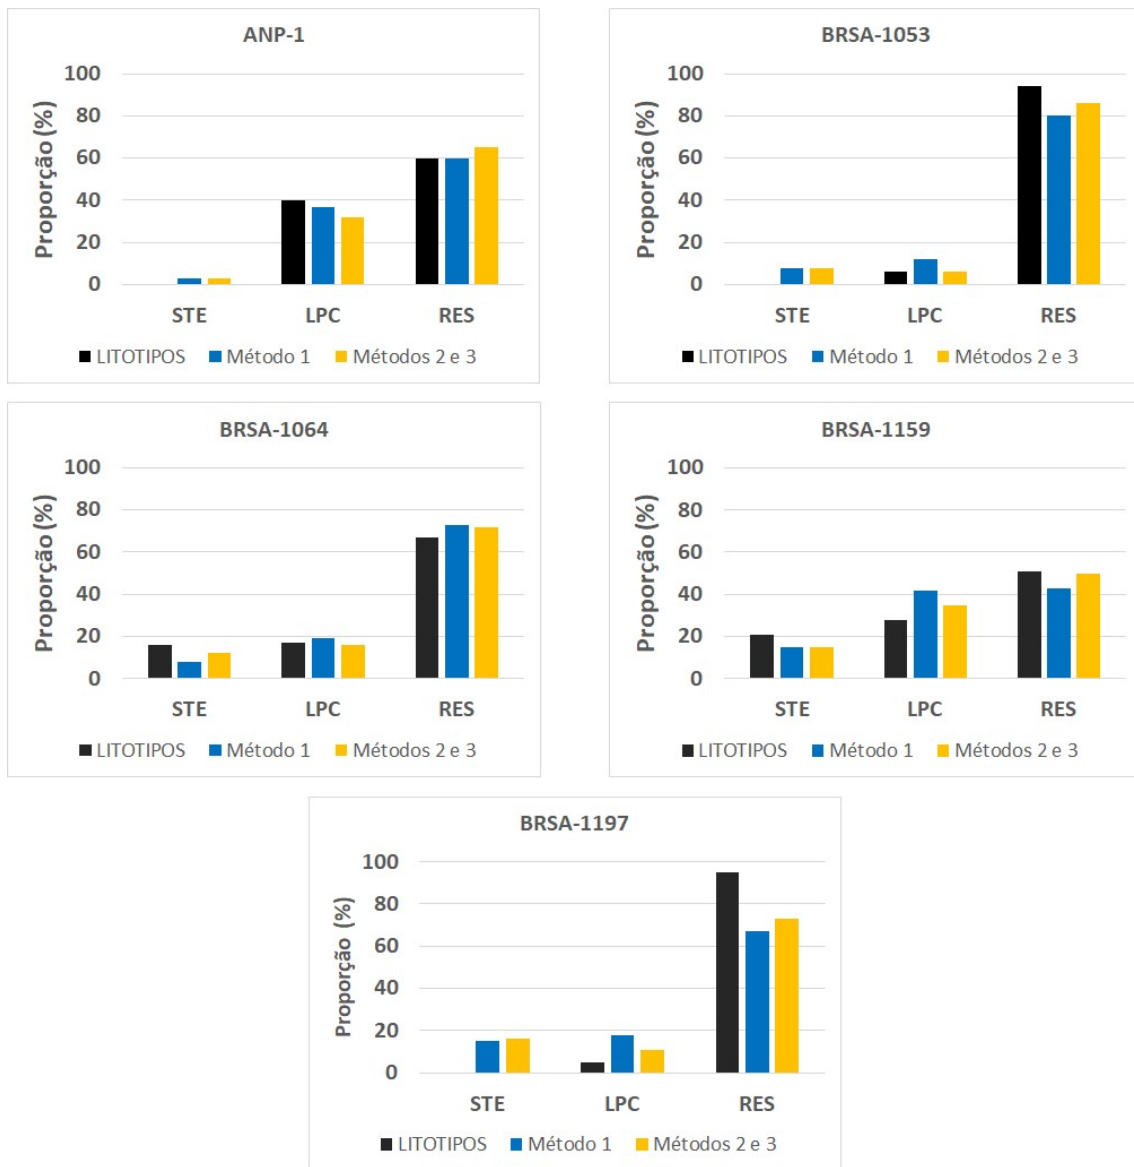 ANP-1
Proporção (%)
100
80
60
40
20
0
STE LPC RES
LITOTIPOS Método 1 Métodos 2 e 3
BRSA-1053
Proporção (%)
100
80
60
40
20
0
STE LPC RES
LITOTIPOS Método 1 Métodos 2 e 3
BRSA-1064
Proporção (%)
100
80
60
40
20
0
STE LPC RES
LITOTIPOS Método 1 Métodos 2 e 3
BRSA-1159
Proporção (%)
100
80
60
40
20
0
STE LPC RES
LITOTIPOS Método 1 Métodos 2 e 3
BRSA-1197
Proporção (%)
100
80
60
40
20
0
STE LPC RES
LITOTIPOS Método 1 Métodos 2 e 3